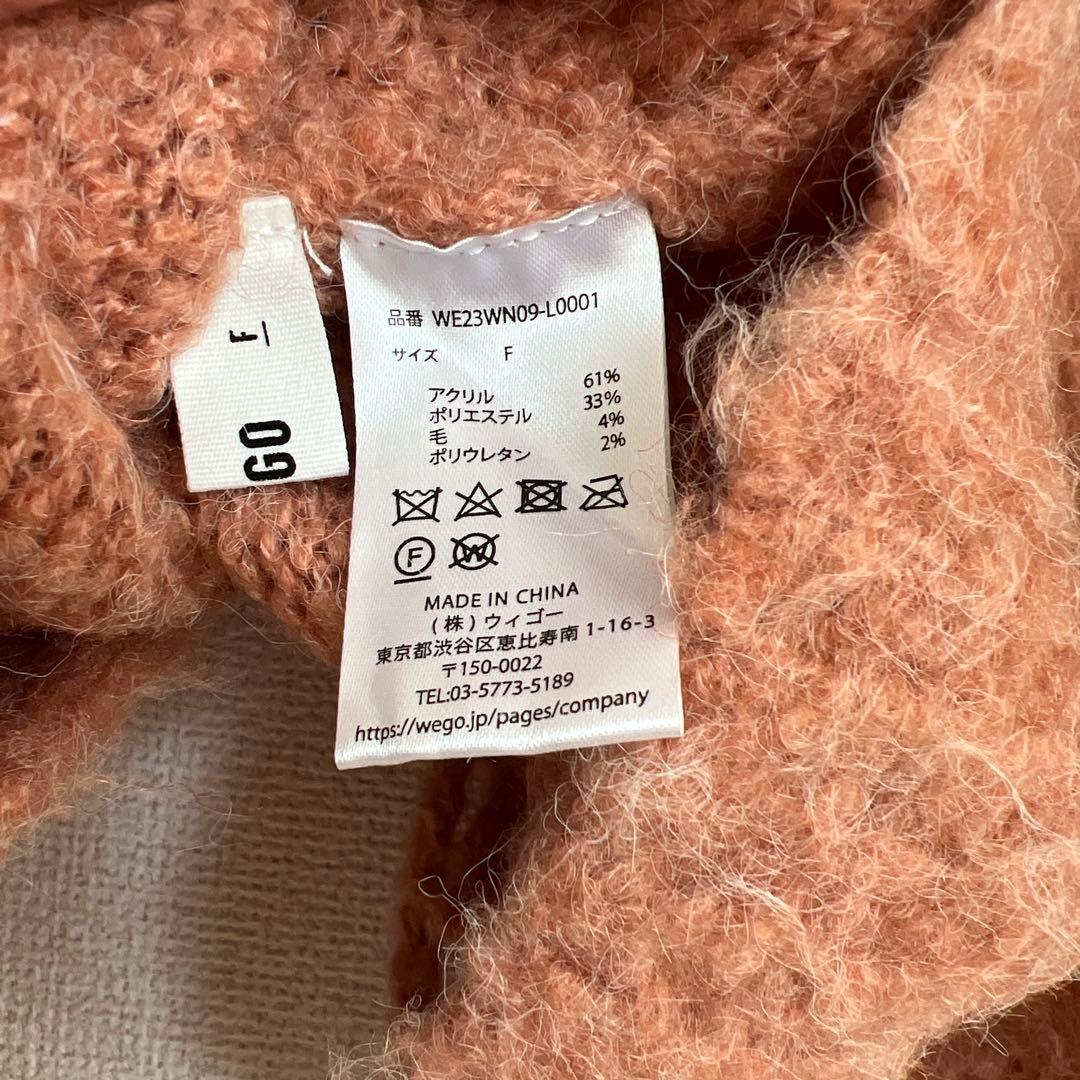 F
GO
品番 WE23WN09-L0001
サイズ F
アクリル 61%
ポリエステル 33%
毛 4%
ポリウレタン 2%
F
W
MADE IN CHINA
(株)ウィゴー
東京都渋谷区恵比寿南1-16-3
〒150-0022
TEL:03-5773-5189
https://wego.jp/pages/company